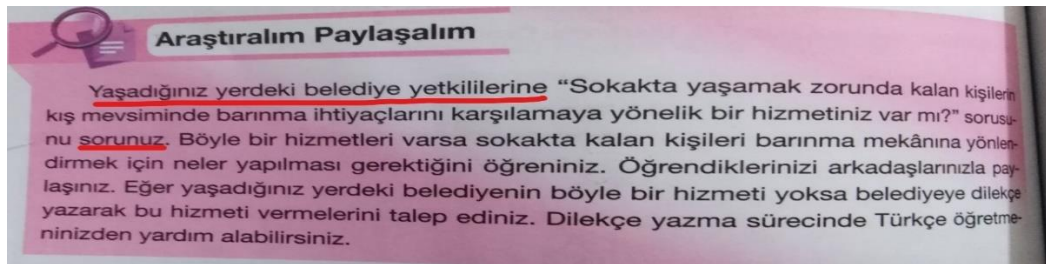 Araştıralım Paylaşalım
Yaşadığınız yerdeki belediye yetkililerine “Sokakta yaşamak zorunda kalan kişilerin
kış mevsiminde barınma ihtiyaçlarını karşılamaya yönelik bir hizmetiniz var mı?” sorusu-
nu sorunuz. Böyle bir hizmetleri varsa sokakta kalan kişileri barınma mekânına yönlen-
dirmek için neler yapılması gerektiğini öğreniniz. Öğrendiklerinizi arkadaşlarınızla pay-
laşınız. Eğer yaşadığınız yerdeki belediyenin böyle bir hizmeti yoksa belediyeye dilekçe
yazarak bu hizmeti vermelerini talep ediniz. Dilekçe yazma sürecinde Türkçe öğretme-
ninizden yardım alabilirsiniz.